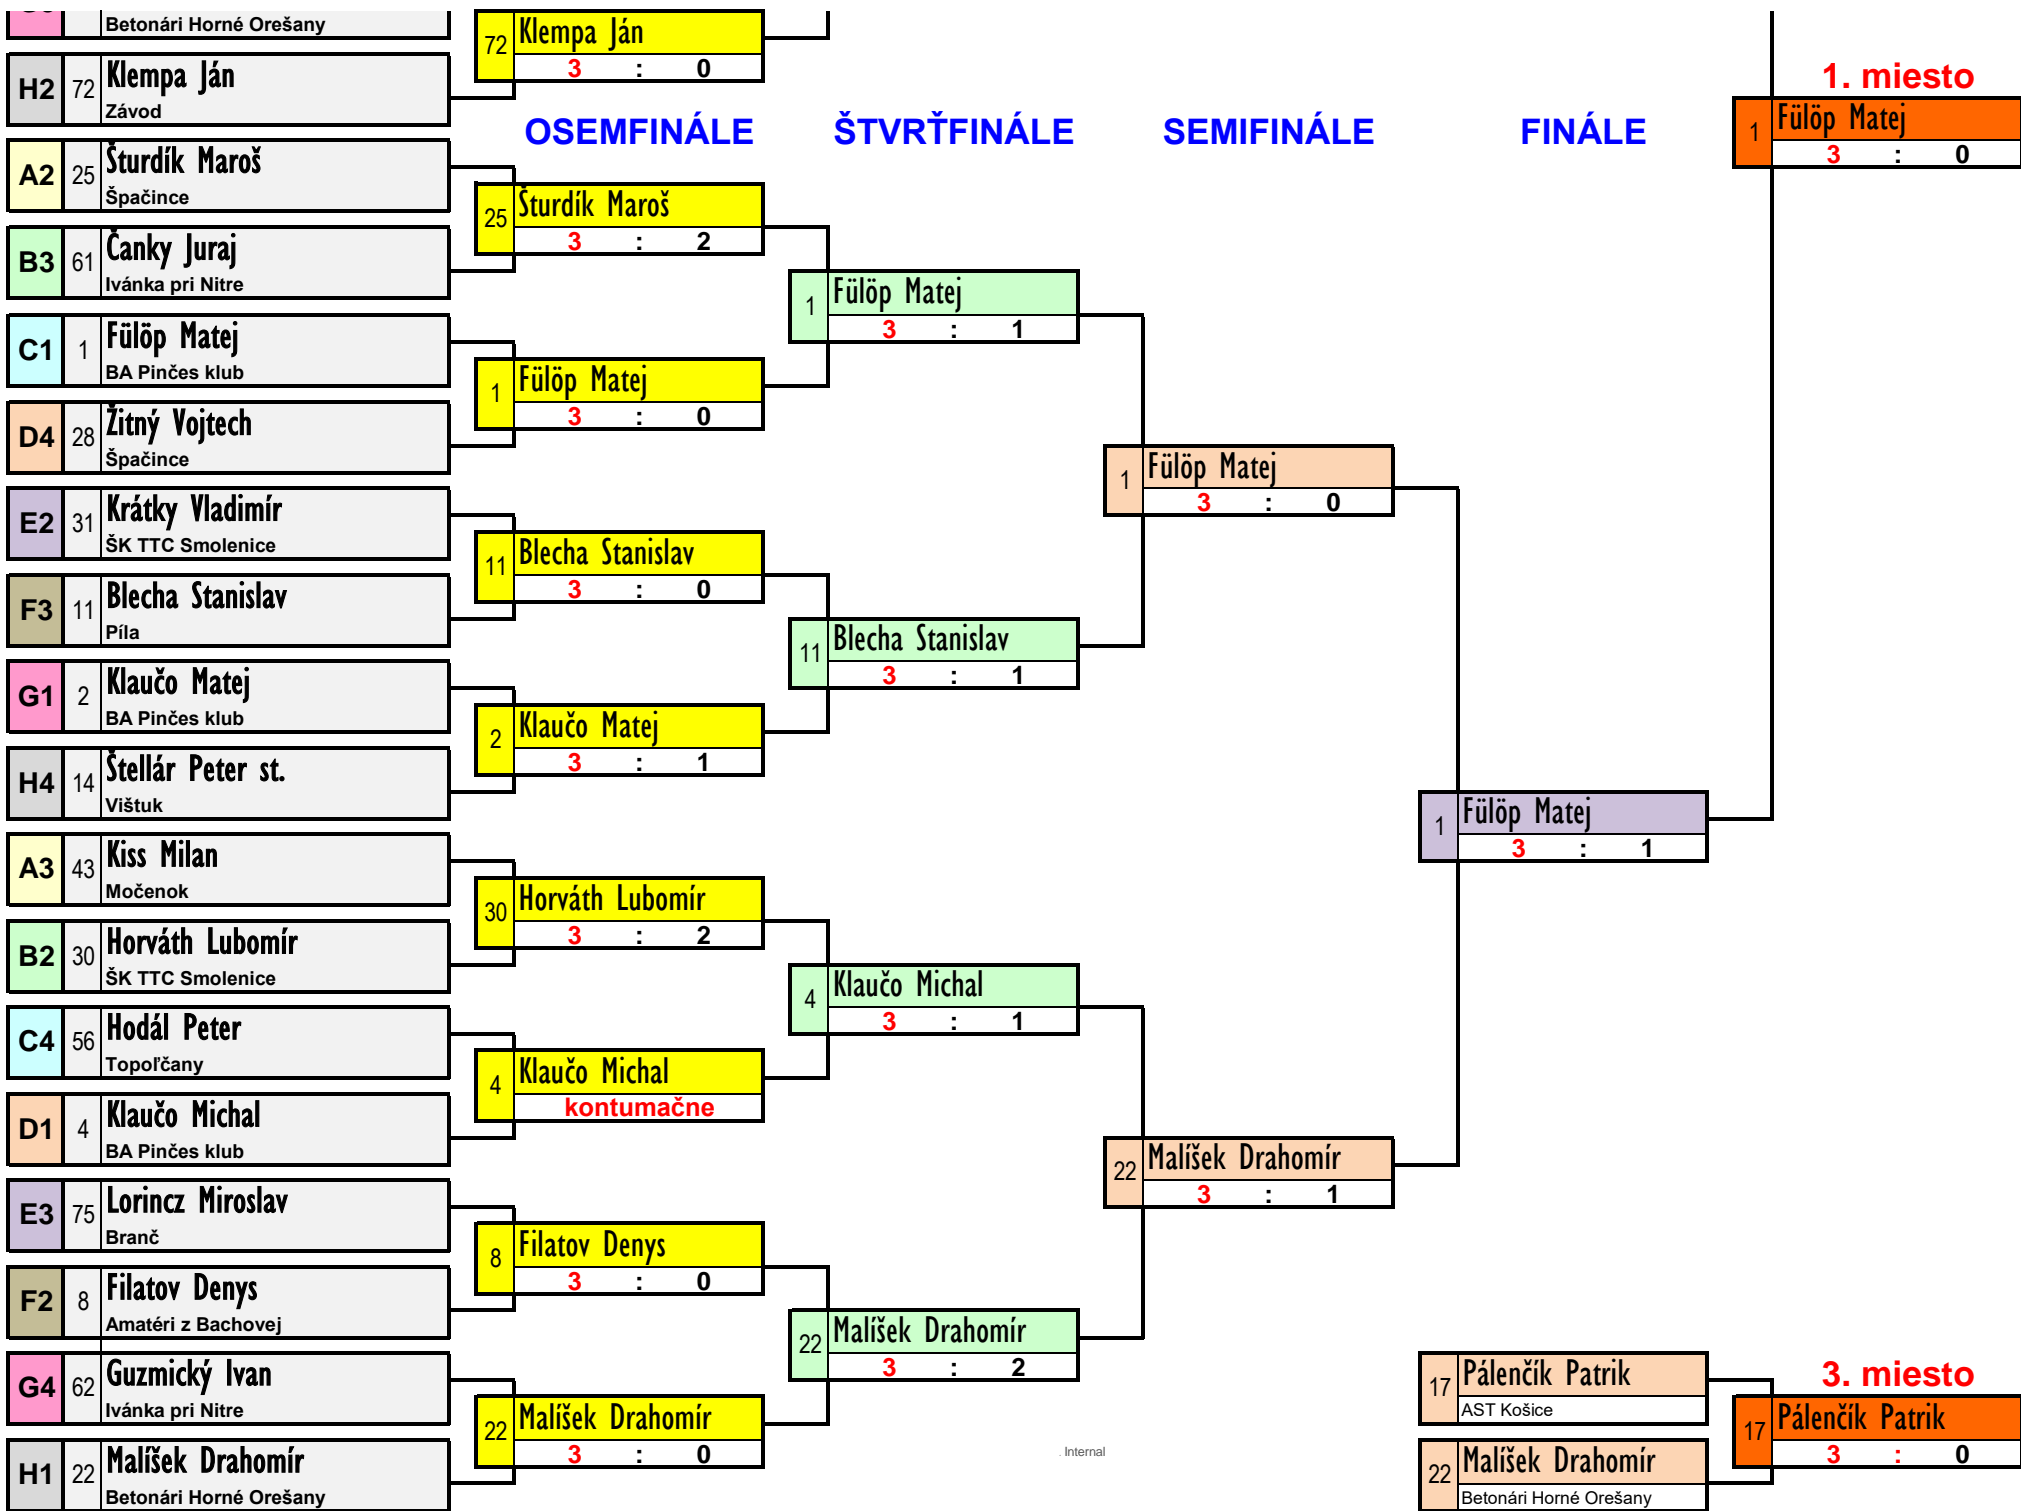 Betonári Horné Orešany
72 Klempa Ján
3 : 0
H2 72 Klempa Ján
Závod
1. miesto
1 Fülöp Matej
3 : 0
OSEMFINÁLE ŠTVRŤFINÁLE SEMIFINÁLE FINÁLE
A2 25 Šturdík Maroš
Špačince
25 Šturdík Maroš
3 : 2
B3 61 Čanky Juraj
Ivánka pri Nitre
1 Fülöp Matej
3 : 1
C1 1 Fülöp Matej
BA Pinčes klub
1 Fülöp Matej
3 : 0
D4 28 Žitný Vojtech
Špačince
1 Fülöp Matej
3 : 0
E2 31 Krátky Vladimír
ŠK TTC Smolenice
11 Blecha Stanislav
3 : 0
F3 11 Blecha Stanislav
Píla
11 Blecha Stanislav
3 : 1
G1 2 Klaučo Matej
BA Pinčes klub
2 Klaučo Matej
3 : 1
H4 14 Štellár Peter st.
Vištuk
1 Fülöp Matej
3 : 1
A3 43 Kiss Milan
Močenok
30 Horváth Lubomír
3 : 2
B2 30 Horváth Lubomír
ŠK TTC Smolenice
4 Klaučo Michal
3 : 1
C4 56 Hodál Peter
Topoľčany
4 Klaučo Michal
kontumačne
D1 4 Klaučo Michal
BA Pinčes klub
22 Malíšek Drahomír
3 : 1
E3 75 Lorincz Miroslav
Branč
8 Filatov Denys
3 : 0
F2 8 Filatov Denys
Amatéri z Bachovej
22 Malíšek Drahomír
3 : 2
G4 62 Guzmický Ivan
Ivánka pri Nitre
22 Malíšek Drahomír
3 : 0
H1 22 Malíšek Drahomír
Betonári Horné Orešany
. Internal
17 Pálenčík Patrik
AST Košice
3. miesto
17 Pálenčík Patrik
3 : 0
22 Malíšek Drahomír
Betonári Horné Orešany